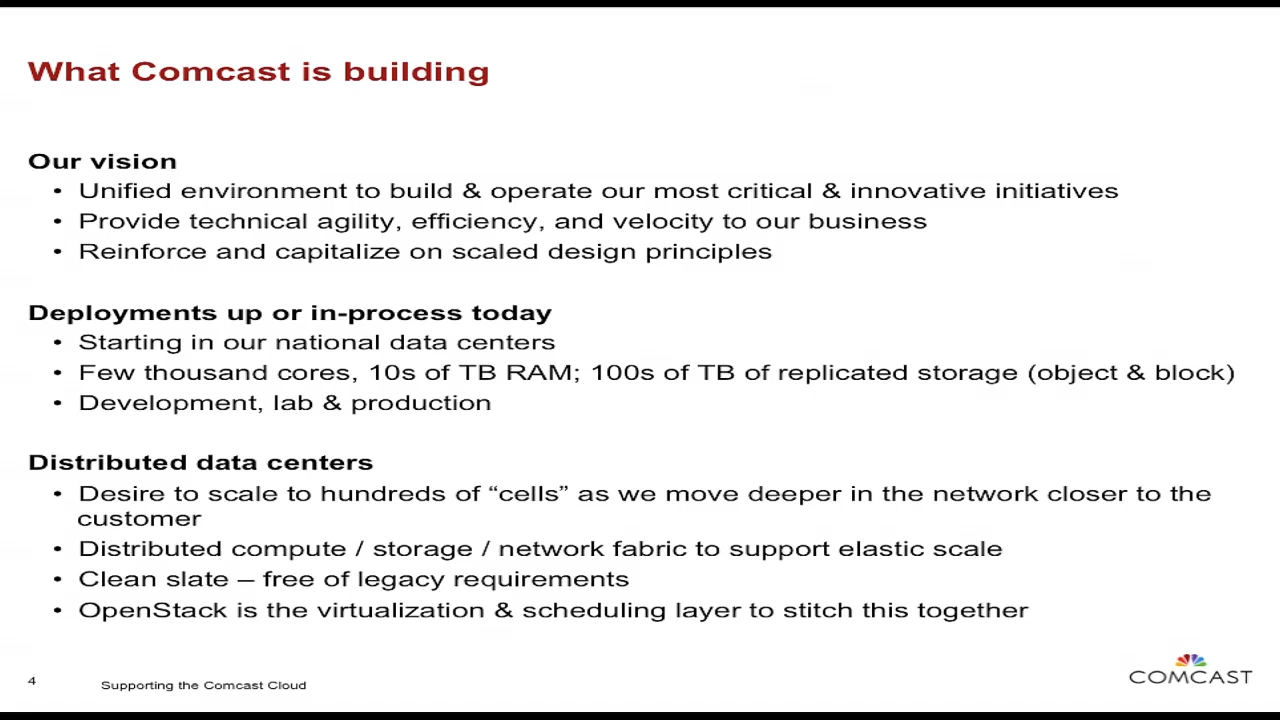 What Comcast is building
Our vision
• Unified environment to build & operate our most critical & innovative initiatives
• Provide technical agility, efficiency, and velocity to our business
• Reinforce and capitalize on scaled design principles
Deployments up or in-process today
• Starting in our national data centers
• Few thousand cores, 10s of TB RAM; 100s of TB of replicated storage (object & block)
• Development, lab & production
Distributed data centers
• Desire to scale to hundreds of “cells” as we move deeper in the network closer to the
customer
• Distributed compute / storage / network fabric to support elastic scale
• Clean slate – free of legacy requirements
• OpenStack is the virtualization & scheduling layer to stitch this together
4
Supporting the Comcast Cloud
COMCAST